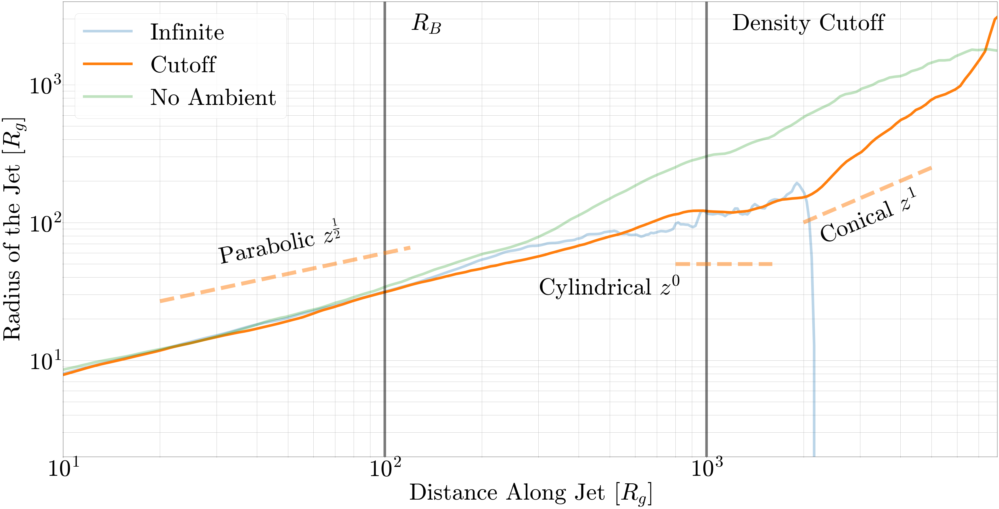 Infinite
Cutoff
No Ambient
R_B
Density Cutoff
Parabolic z^{1/2}
Cylindrical z^0
Conical z^1
Radius of the Jet [R_g]
10^3
10^2
10^1
10^1
10^2
10^3
Distance Along Jet [R_g]